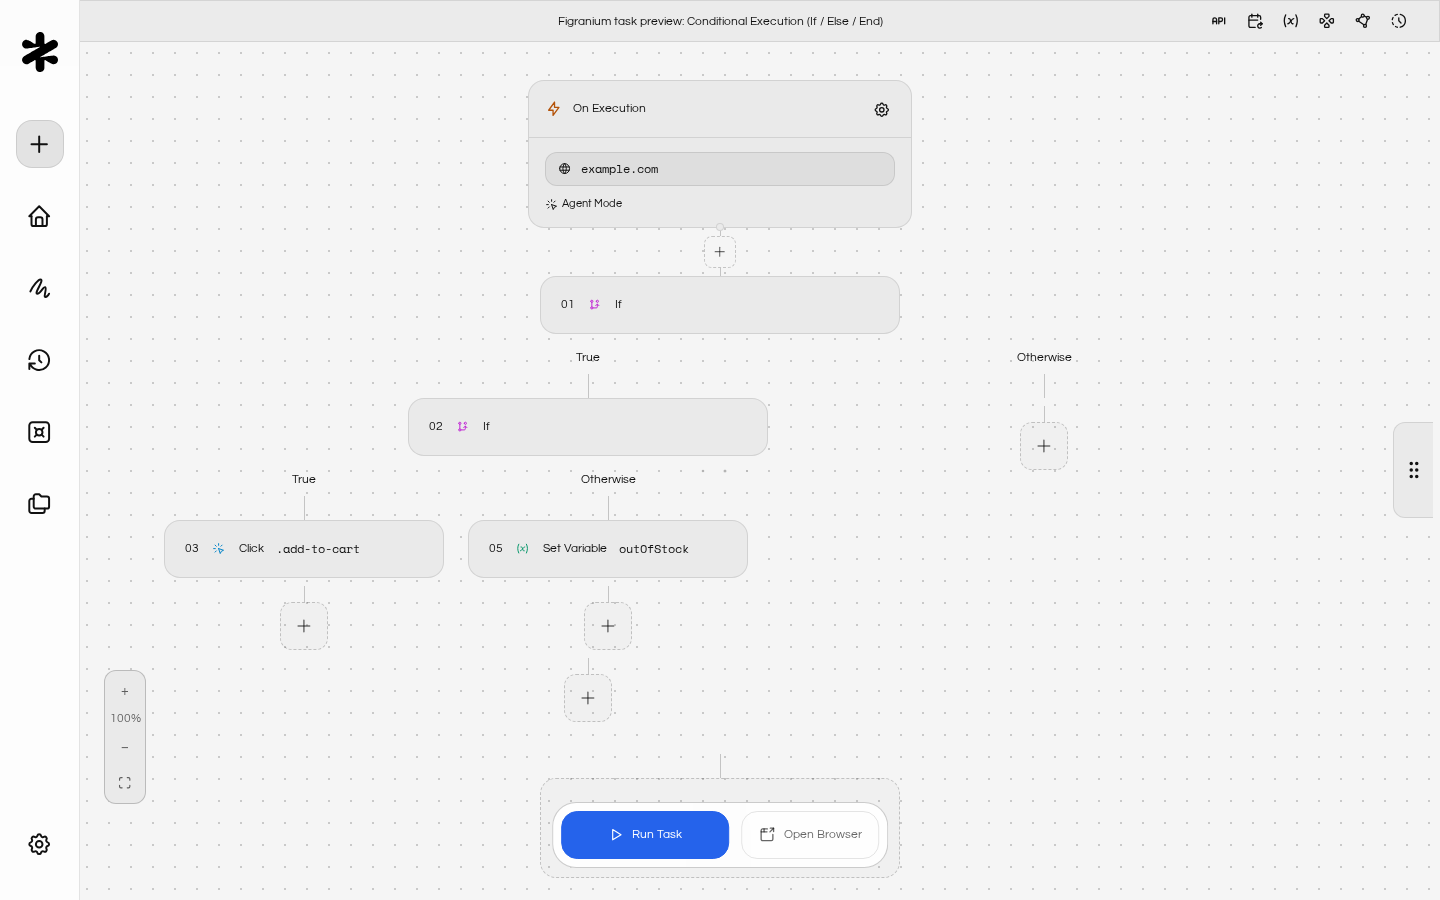 Figranium task preview: Conditional Execution (If / Else / End)
API
On Execution
example.com
Agent Mode
01 If
True
Otherwise
02 If
True
Otherwise
03 Click .add-to-cart
05 (x) Set Variable outOfStock
100%
Run Task
Open Browser